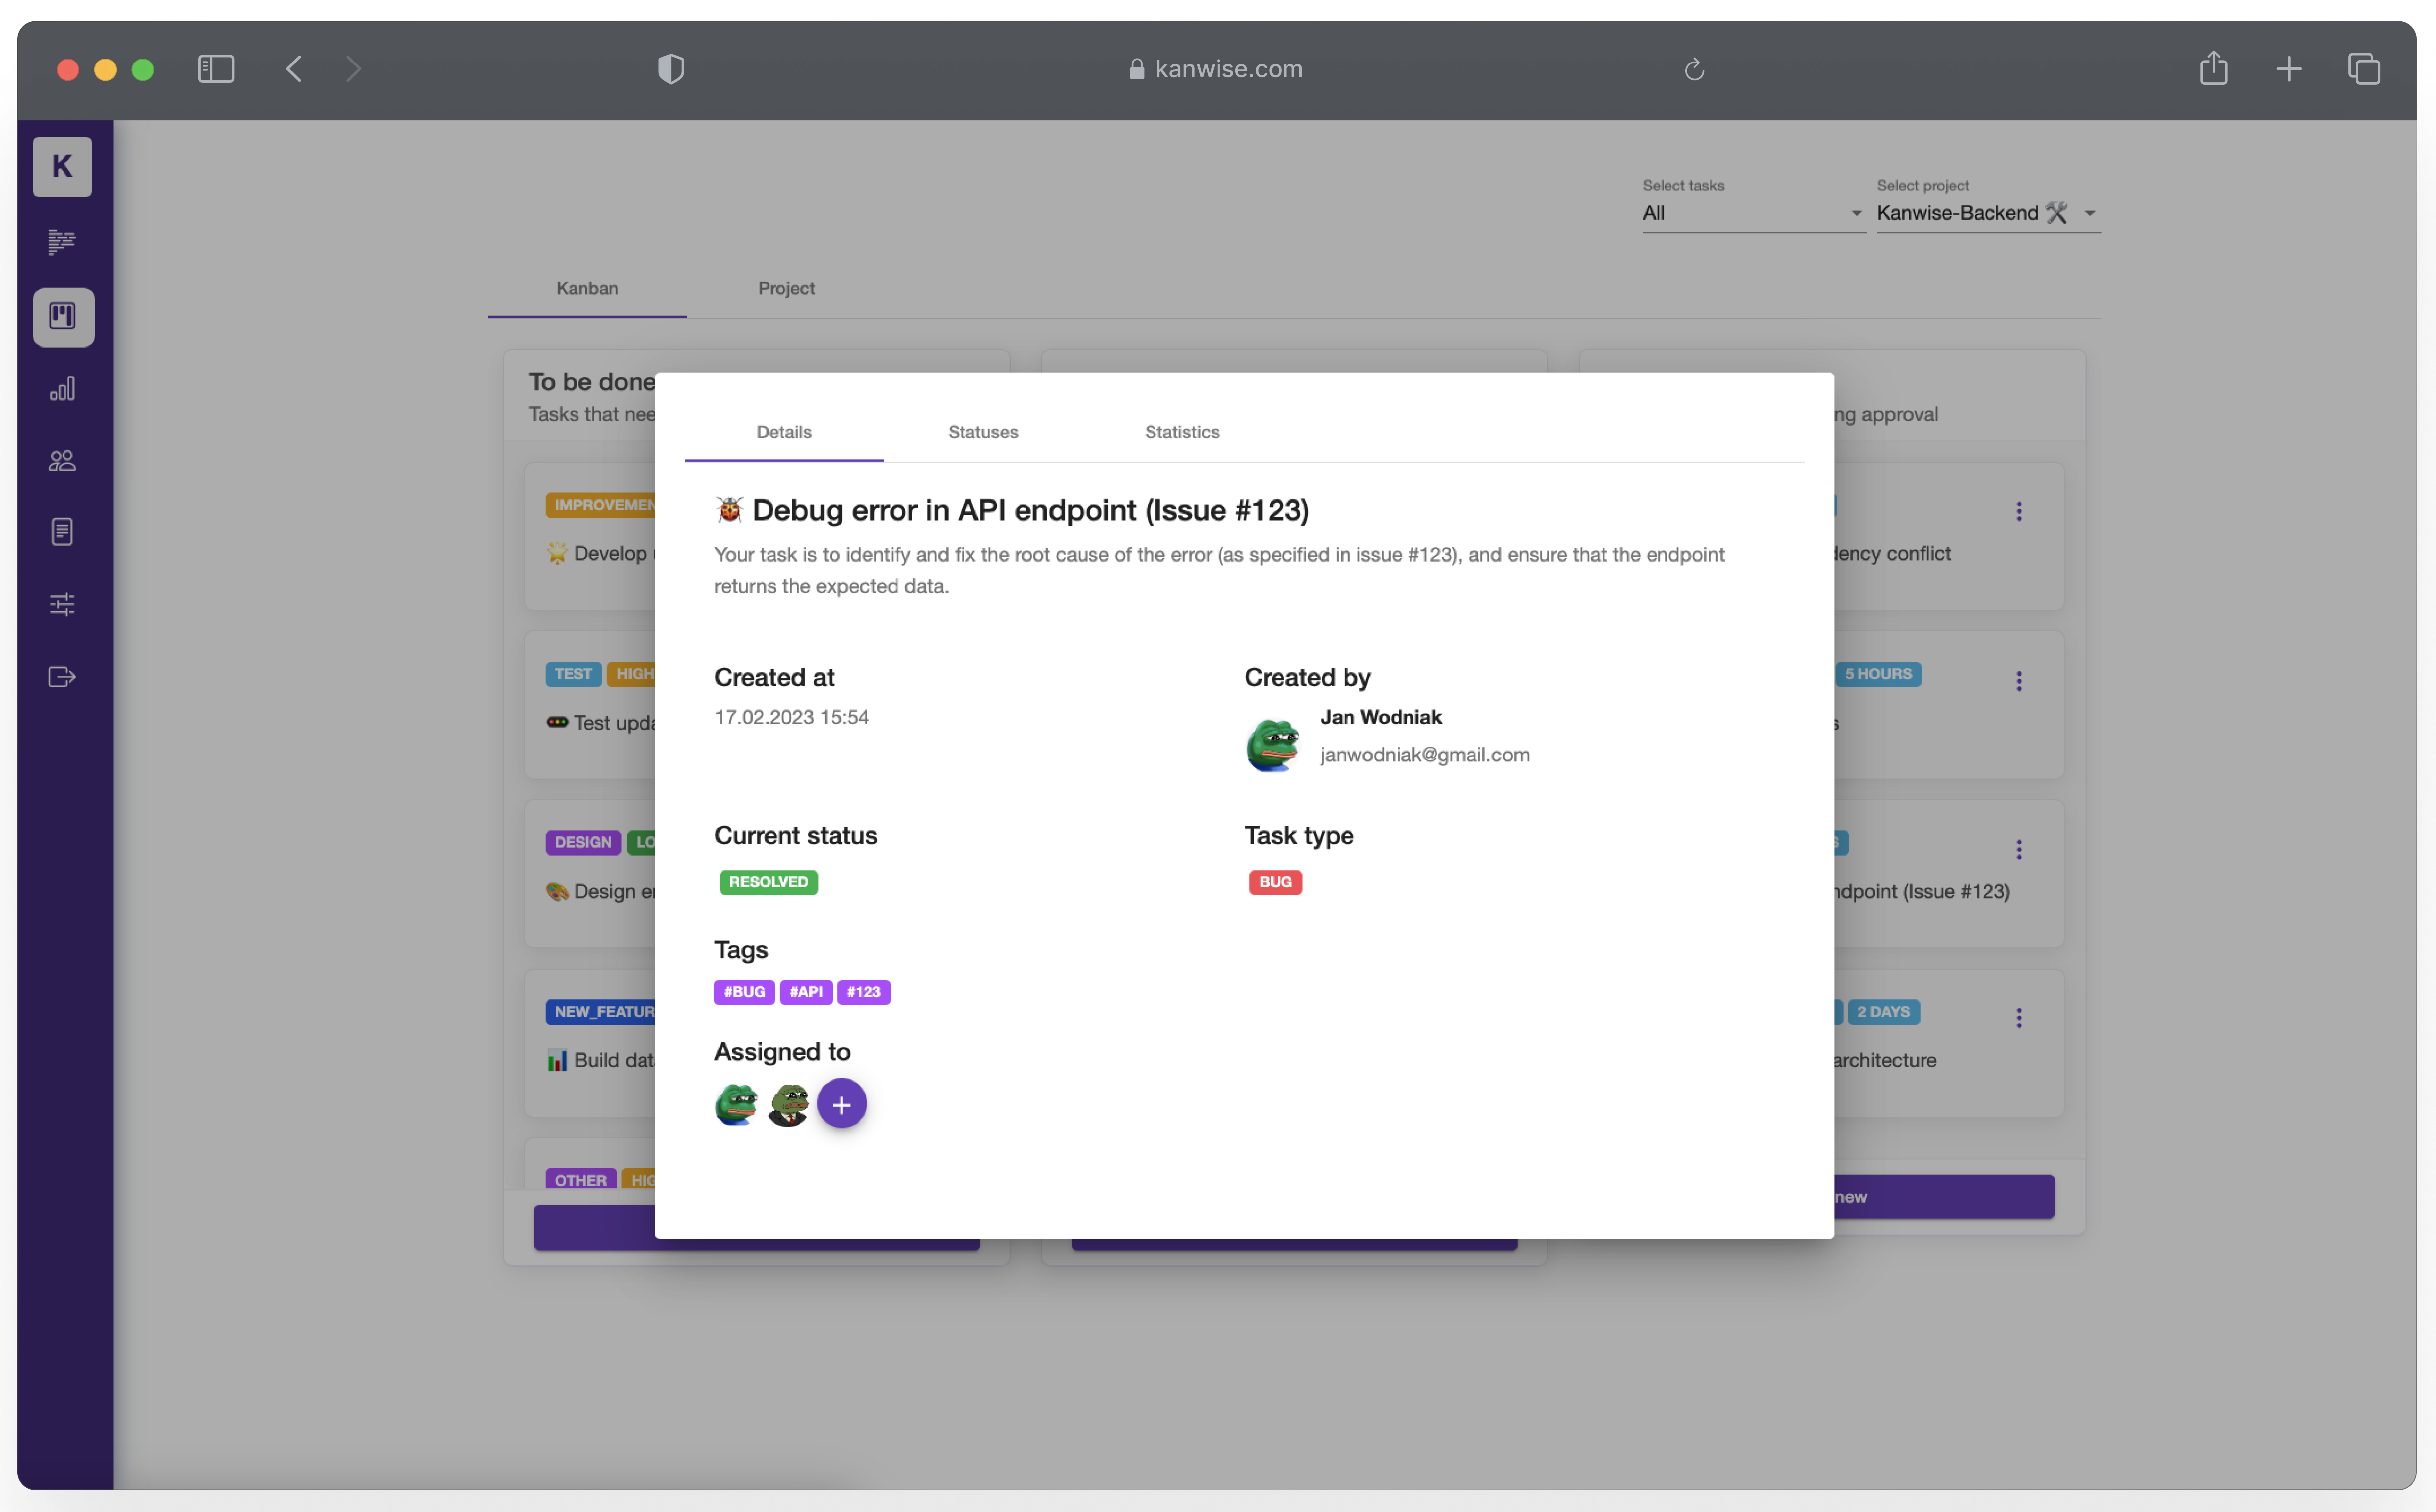 kanwise.com
K
Select tasks
All
Select project
Kanwise-Backend
Kanban
Project
To be done
Tasks that
ng approval
Details
Statuses
Statistics
Debug error in API endpoint (Issue #123)
Your task is to identify and fix the root cause of the error (as specified in issue #123), and ensure that the endpoint
returns the expected data.
Created at
17.02.2023 15:54
Created by
Jan Wodniak
janwodniak@gmail.com
Current status
RESOLVED
Task type
BUG
Tags
#BUG #API #123
Assigned to
+
IMPROVEMEN
Develop
TEST HIGH
Test upda
DESIGN LO
Design
NEW_FEATUR
Build dat
OTHER HIG
dency conflict
5 HOURS
s
ndpoint (Issue #123)
2 DAYS
architecture
new